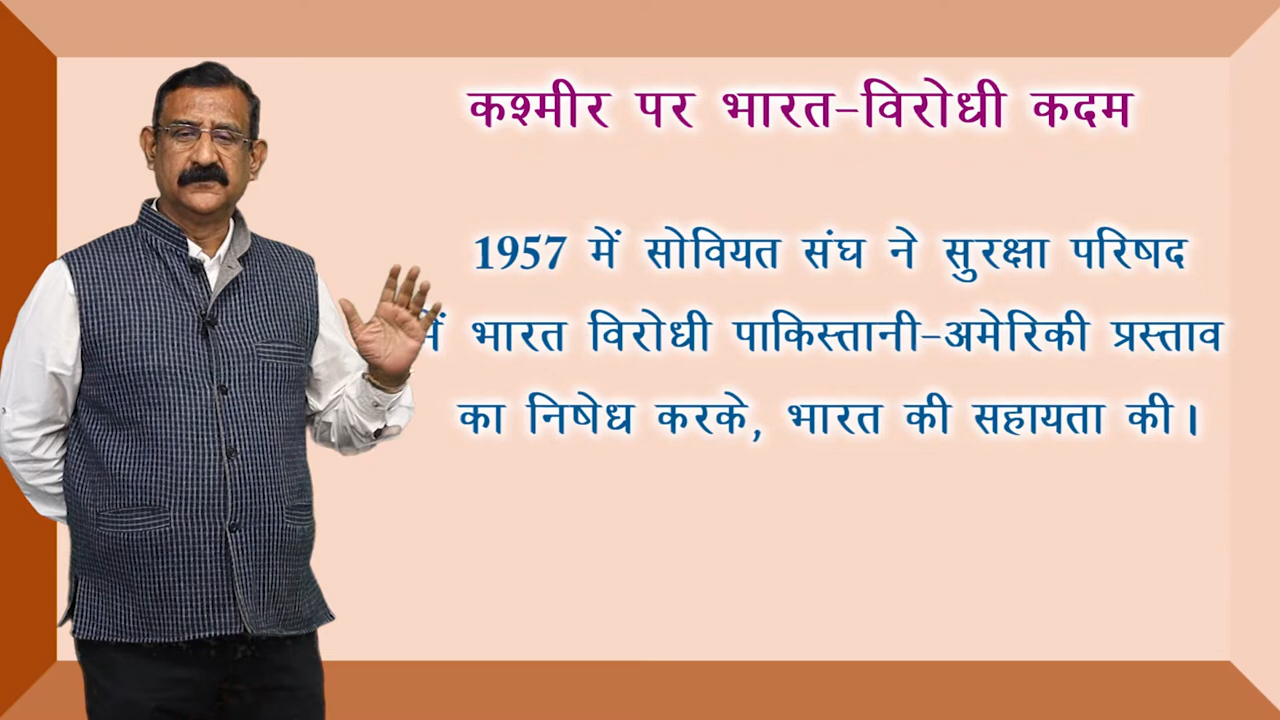 कश्मीर पर भारत-विरोधी कदम
1957 में सोवियत संघ ने सुरक्षा परिषद
में भारत विरोधी पाकिस्तानी-अमेरिकी प्रस्ताव
का निषेध करके, भारत की सहायता की।